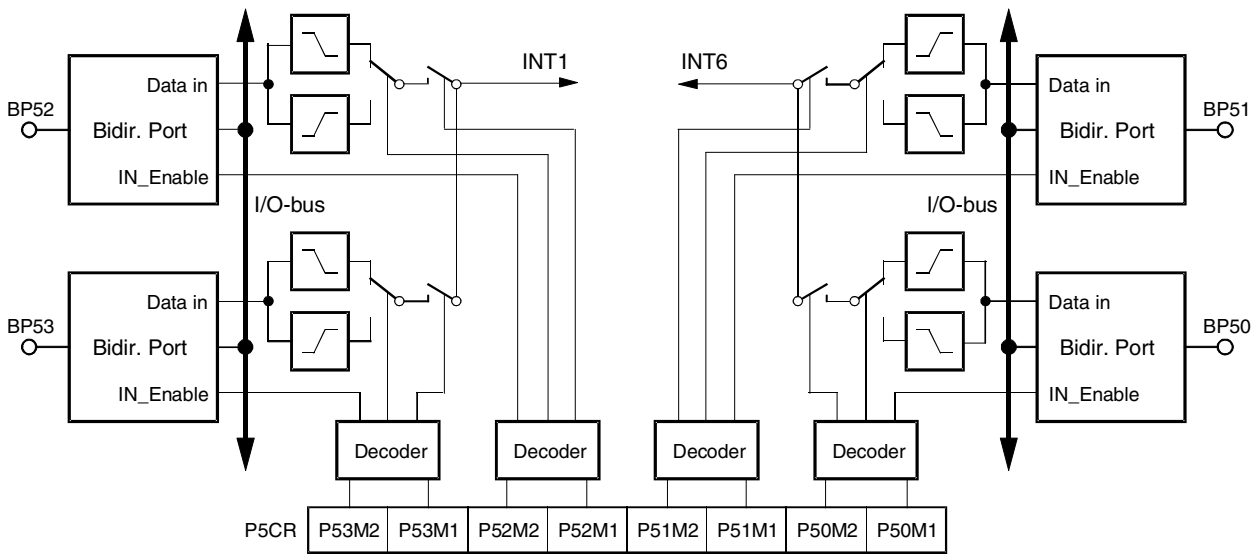 INT1 INT6
Data in Data in
BP52 BP51
Bidir. Port Bidir. Port
IN_Enable IN_Enable
I/O-bus I/O-bus
Data in Data in
BP53 BP50
Bidir. Port Bidir. Port
IN_Enable IN_Enable
Decoder Decoder Decoder Decoder
P5CR P53M2 P53M1 P52M2 P52M1 P51M2 P51M1 P50M2 P50M1